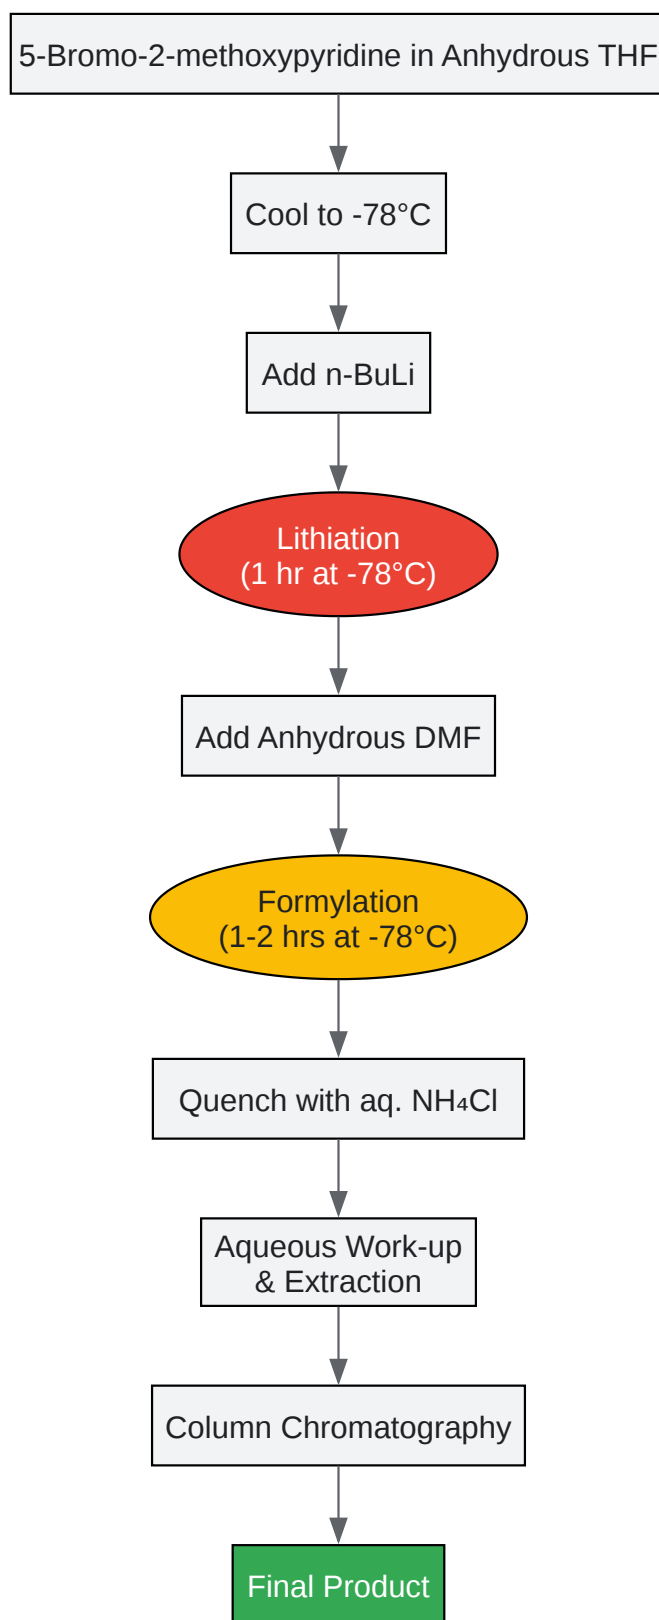 5-Bromo-2-methoxypyridine in Anhydrous THF
Cool to -78°C
Add n-BuLi
Lithiation
(1 hr at -78°C)
Add Anhydrous DMF
Formylation
(1-2 hrs at -78°C)
Quench with aq. NH₄Cl
Aqueous Work-up
& Extraction
Column Chromatography
Final Product